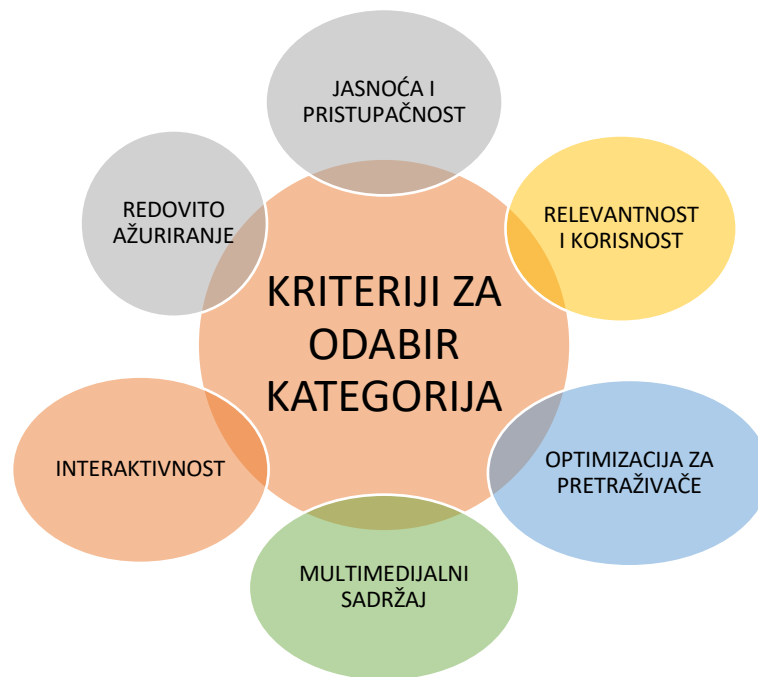 JASNOĆA I
PRISTUPAČNOST
REDOVITO
AŽURIRANJE
RELEVANTNOST
I KORISNOST
KRITERIJI ZA
ODABIR
KATEGORIJA
INTERAKTIVNOST
OPTIMIZACIJA ZA
PRETRAŽIVAČE
MULTIMEDIJALNI
SADRŽAJ